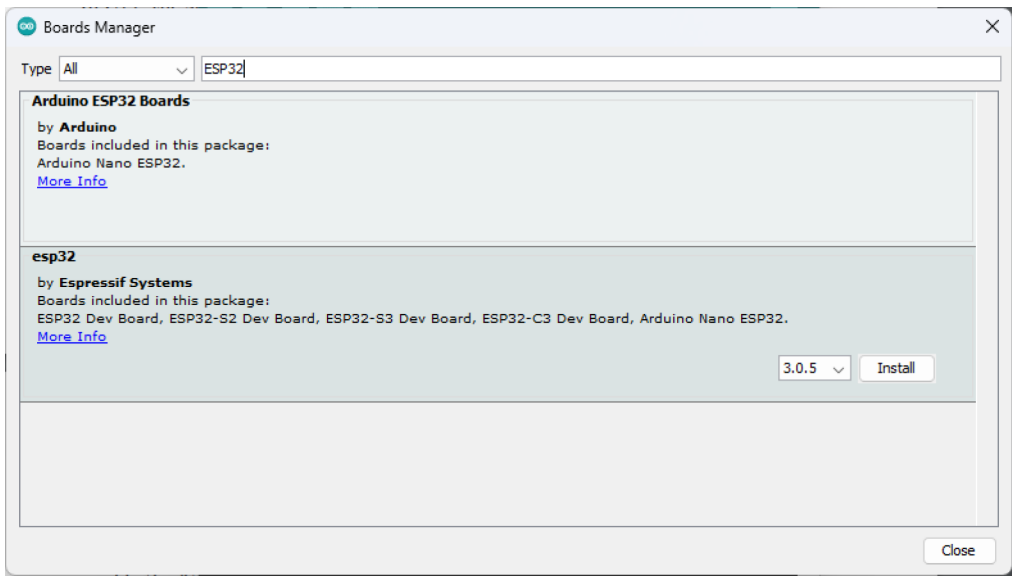 Boards Manager
Type All ESP32
Arduino ESP32 Boards
by Arduino
Boards included in this package:
Arduino Nano ESP32.
More Info
esp32
by Espressif Systems
Boards included in this package:
ESP32 Dev Board, ESP32-S2 Dev Board, ESP32-S3 Dev Board, ESP32-C3 Dev Board, Arduino Nano ESP32.
More Info
3.0.5 Install
Close